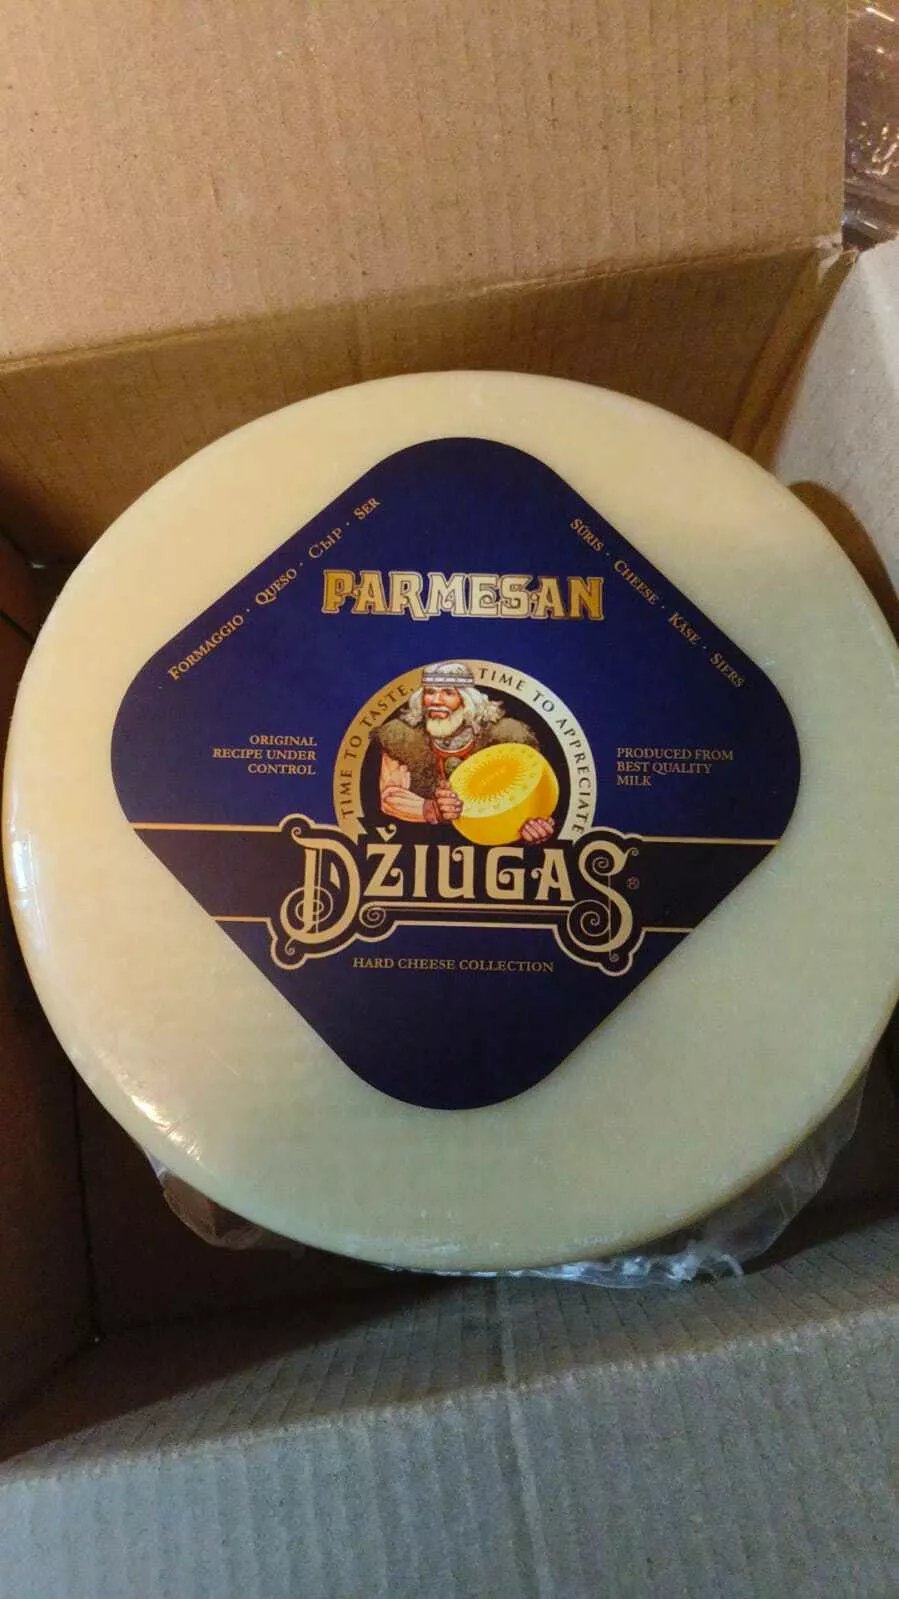 FORMAGGIO · QUESO · СЫР · SER
SŪRIS · CHEESE · KÄSE · SIERS
PARMESAN
TIME TO TASTE, TIME TO APPRECIATE
ORIGINAL
RECIPE UNDER
CONTROL
PRODUCED FROM
BEST QUALITY
MILK
DŽIUGAS®
HARD CHEESE COLLECTION